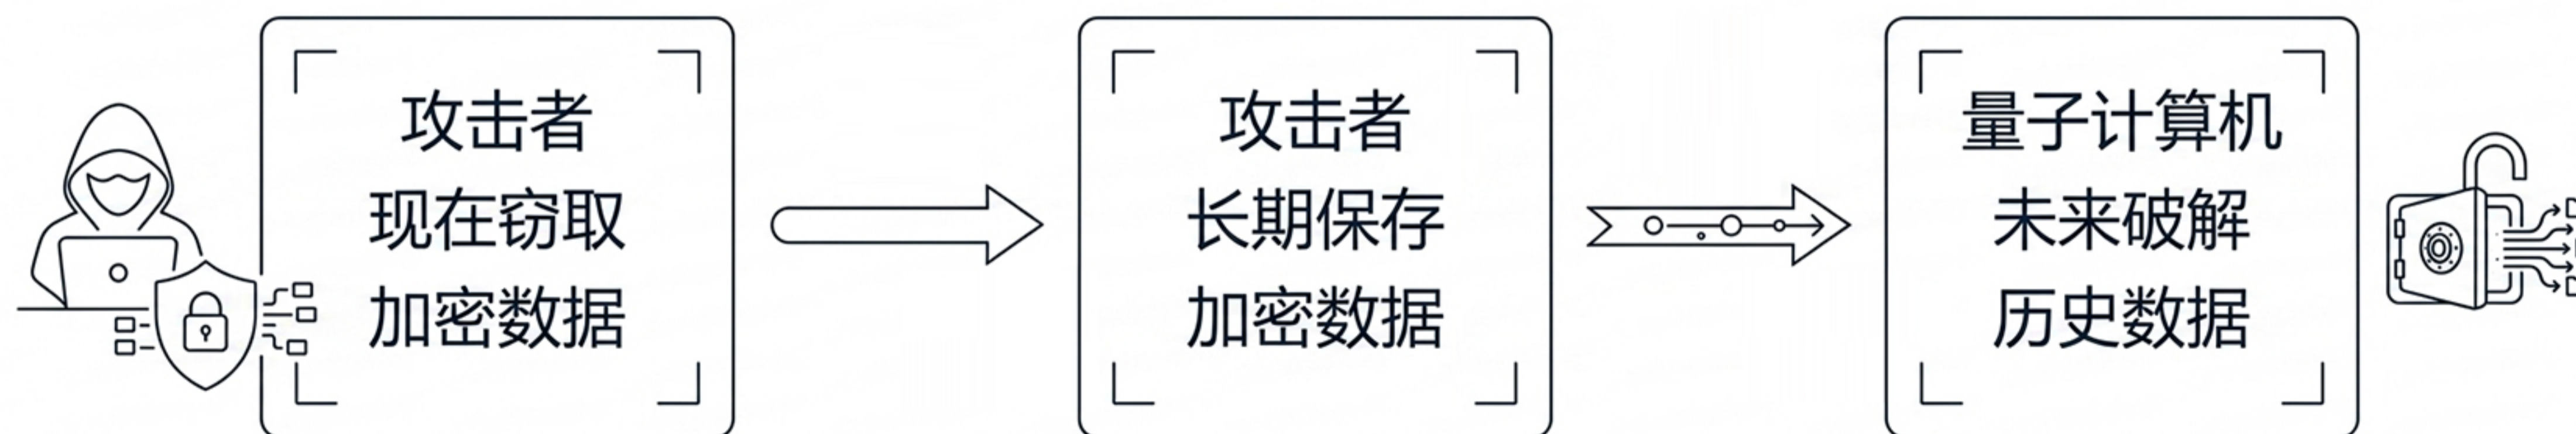 攻击者
现在窃取
加密数据
攻击者
长期保存
加密数据
量子计算机
未来破解
历史数据